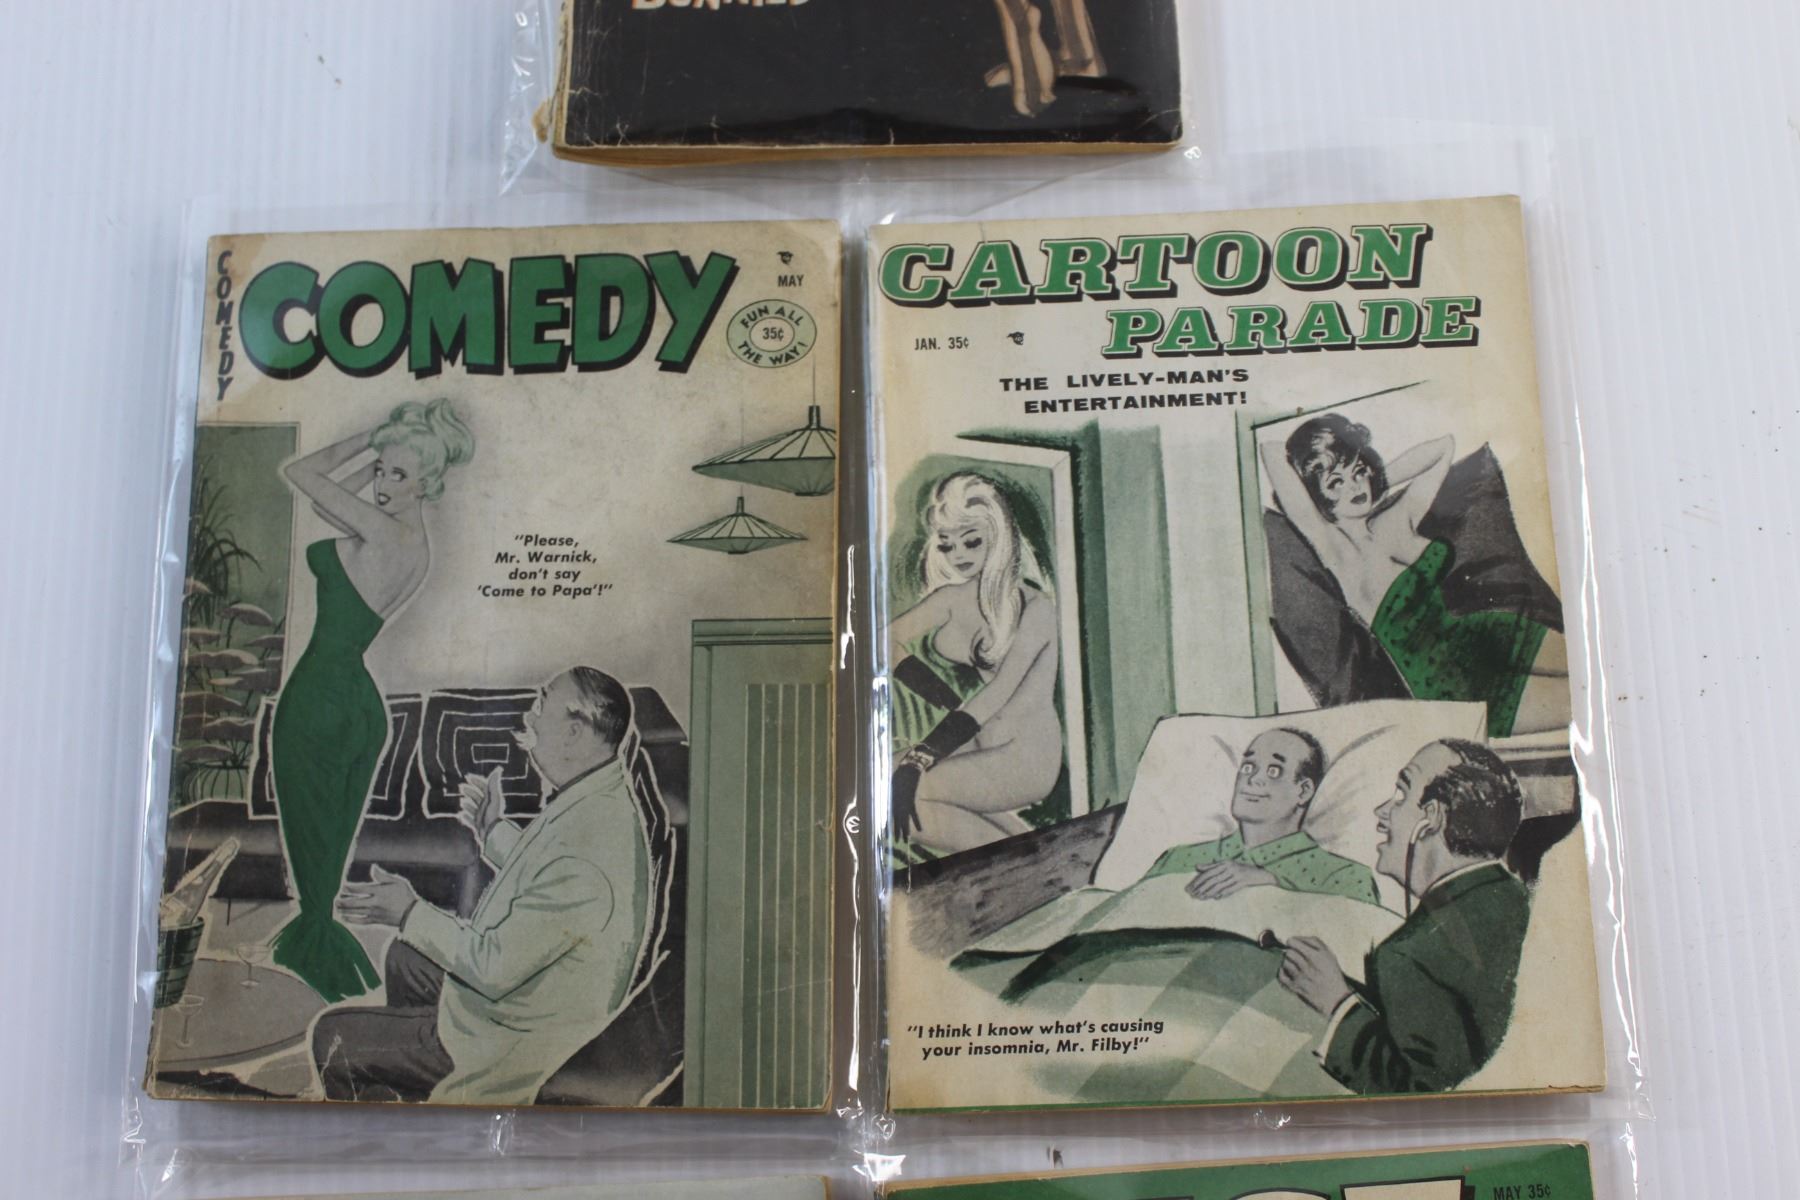 BUNNIES
COMEDY
COMEDY
MAY
FUN ALL
35¢
THE WAY!
"Please,
Mr. Warnick,
don't say
'Come to Papa'!"
CARTOON
PARADE
JAN. 35¢
THE LIVELY-MAN'S
ENTERTAINMENT!
"I think I know what's causing
your insomnia, Mr. Filby!"
MAY 35¢